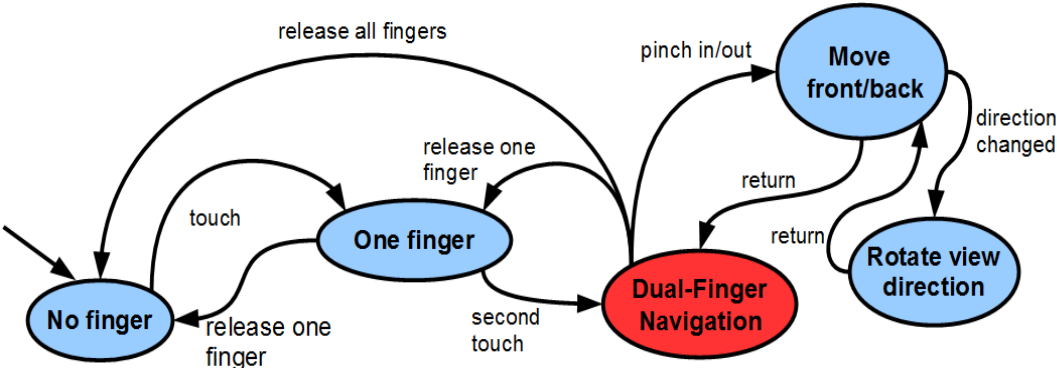 release all fingers
pinch in/out
Move
front/back
direction
changed
release one
finger
return
touch
One finger
return
Rotate view
direction
Dual-Finger
Navigation
No finger
release one
finger
second
touch